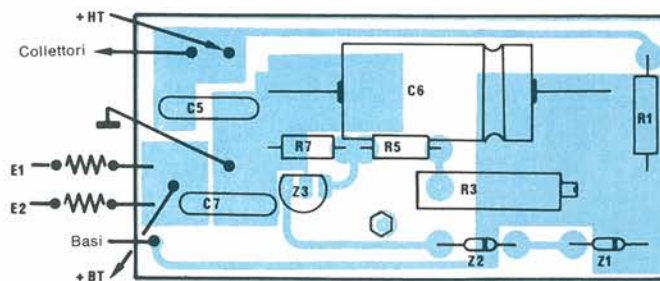 + HT
Collettori
C5
C6
R1
R7
R5
E1
Z3
R3
E2
C7
Basi
Z2
Z1
+ BT